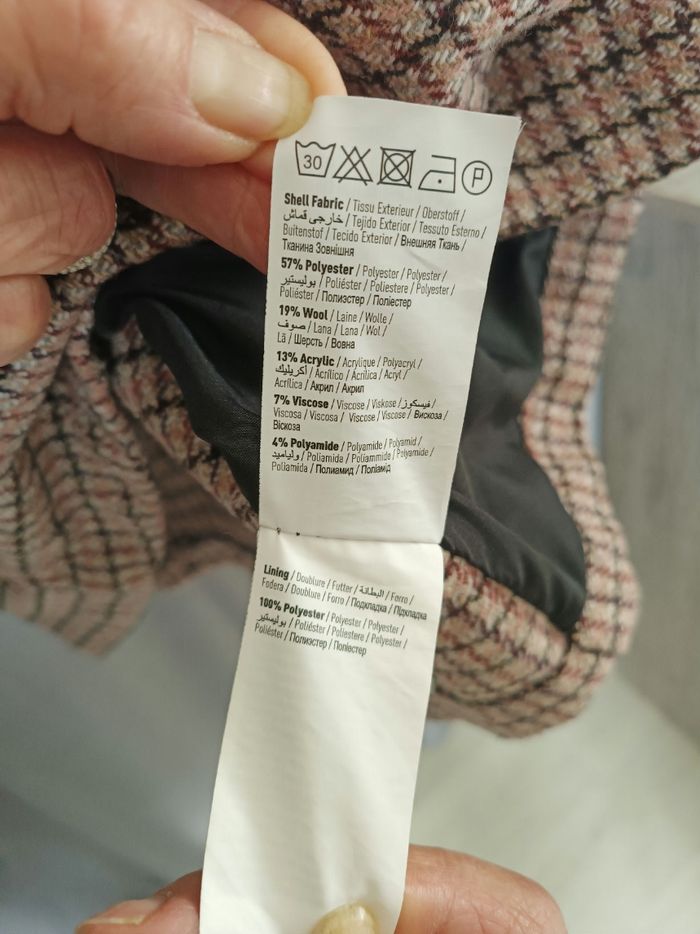 30 P
Shell Fabric / Tissu Exterieur / Oberstoff /
خارجى قماش / Tejido Exterior / Tessuto Esterno /
Buitenstof / Tecido Exterior / Внешняя Ткань /
Тканина Зовнішня
57% Polyester / Polyester / Polyester /
بوليستير / Poliéster / Poliestere / Polyester /
Poliéster / Полиэстер / Поліестер
19% Wool / Laine / Wolle /
صوف / Lana / Lana / Wol /
Lã / Шерсть / Вовна
13% Acrylic / Acrylique / Polyacryl /
أكريليك / Acrílico / Acrilica / Acryl /
Acrílica / Акрил / Акрил
7% Viscose / Viscose / Viskose / فيسكوز /
Viscosa / Viscosa / Viscose / Viscose / Вискоза /
Віскоза
4% Polyamide / Polyamide / Polyamid /
ولياميد / Poliamida / Poliammide / Polyamide /
Poliamida / Полиамид / Поліамід
Lining / Doublure / Futter / البطانة / Forro /
Fodera / Doublure / Forro / Подкладка / Підкладка
100% Polyester / Polyester / Polyester /
بوليستير / Poliéster / Poliestere / Polyester /
Poliéster / Полиэстер / Поліестер